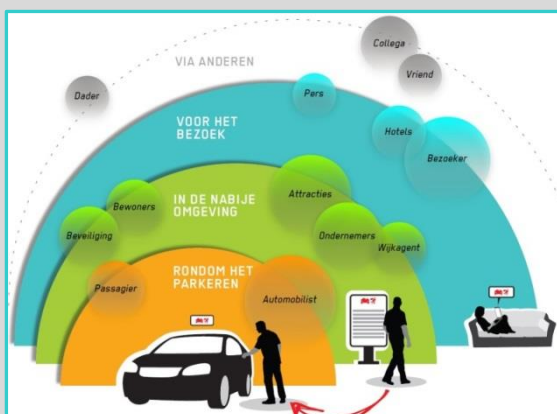 Collega
VIA ANDEREN
Vriend
Dader
Pers
VOOR HET
BEZOEK
Hotels
Bezoeker
Attracties
IN DE NABIJE
OMGEVING
Bewoners
Beveiliging
Ondernemers
Wijkagent
RONDOM HET
PARKEREN
Passagier
Automobilist